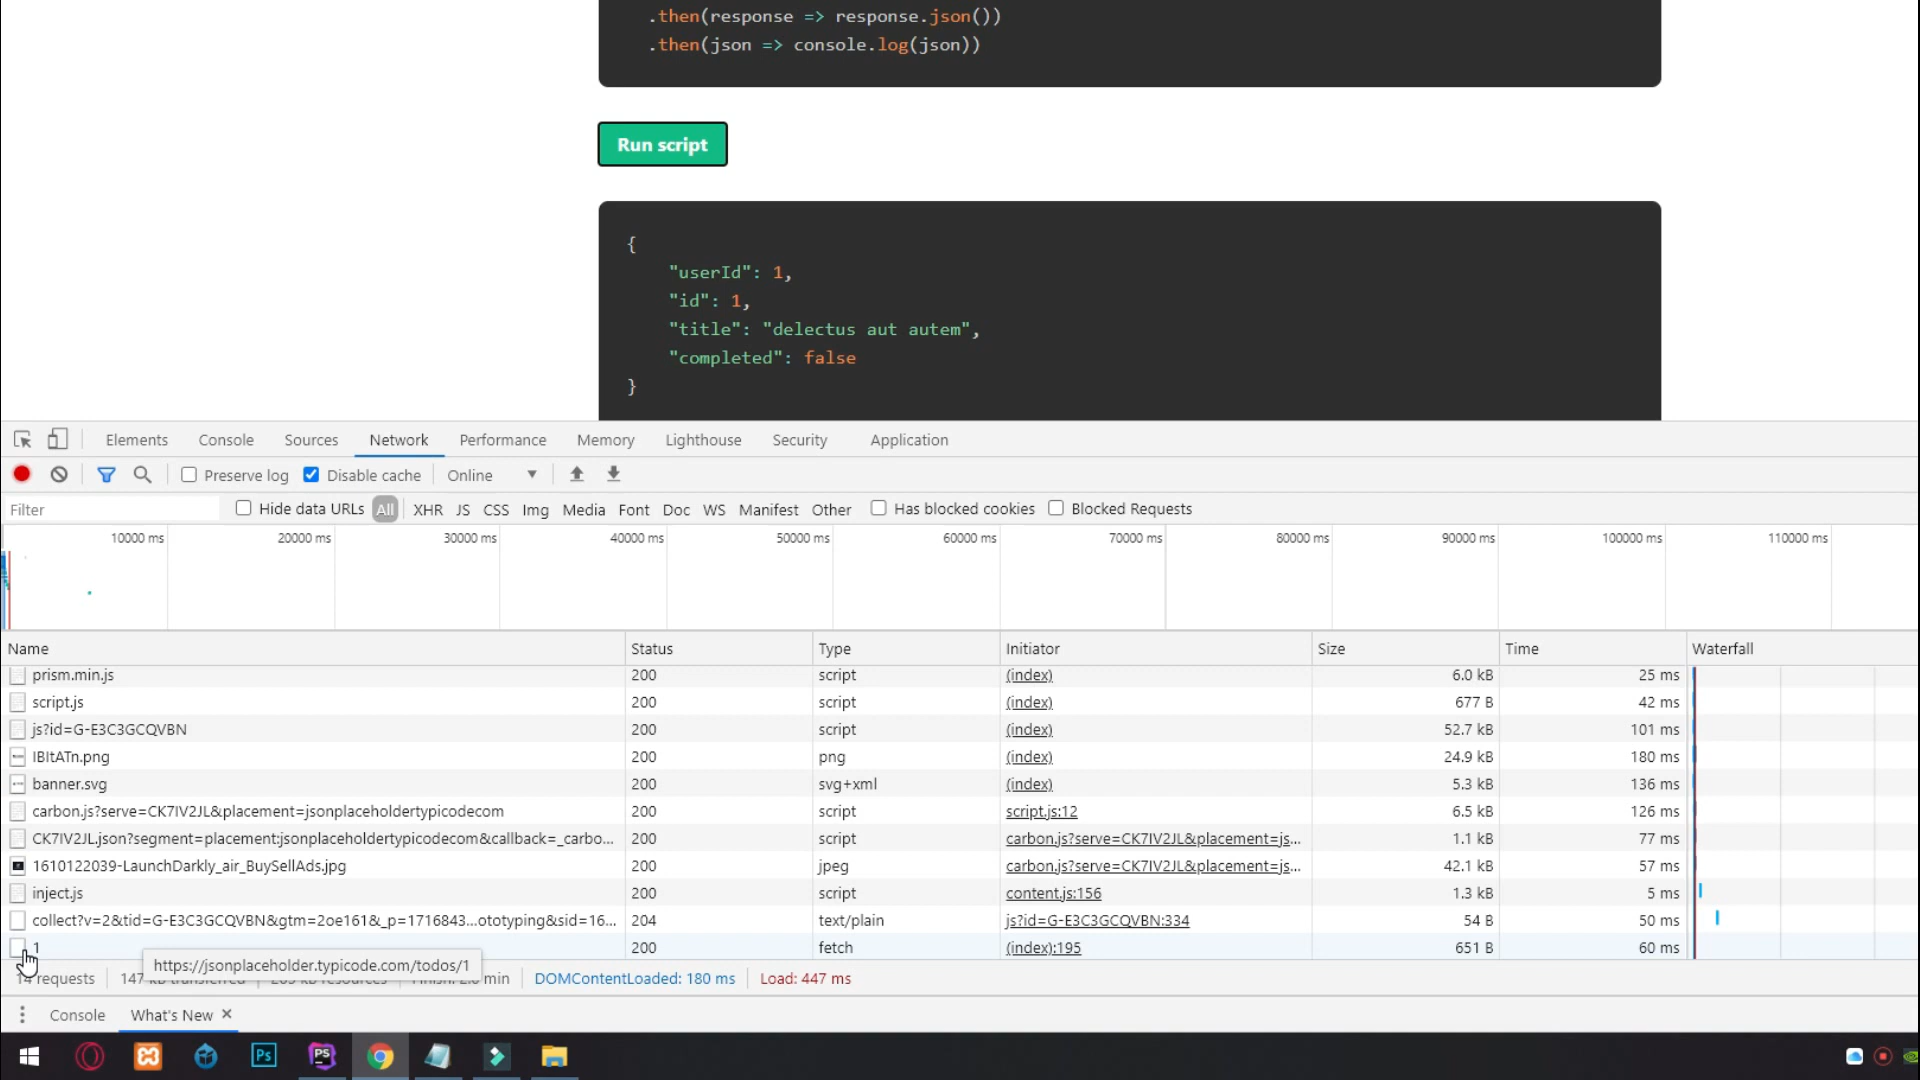 .then(response => response.json())
.then(json => console.log(json))
Run script
{
"userId": 1,
"id": 1,
"title": "delectus aut autem",
"completed": false
}
Elements Console Sources Network Performance Memory Lighthouse Security Application
Preserve log Disable cache Online
Filter Hide data URLs All XHR JS CSS Img Media Font Doc WS Manifest Other Has blocked cookies Blocked Requests
10000 ms 20000 ms 30000 ms 40000 ms 50000 ms 60000 ms 70000 ms 80000 ms 90000 ms 100000 ms 110000 ms
Name Status Type Initiator Size Time Waterfall
prism.min.js 200 script (index) 6.0 kB 25 ms
script.js 200 script (index) 677 B 42 ms
js?id=G-E3C3GCQVBN 200 script (index) 52.7 kB 101 ms
IBItATn.png 200 png (index) 24.9 kB 180 ms
banner.svg 200 svg+xml (index) 5.3 kB 136 ms
carbon.js?serve=CK7IV2JL&placement=jsonplaceholdertypicodecom 200 script script.js:12 6.5 kB 126 ms
CK7IV2JL.json?segment=placement:jsonplaceholdertypicodecom&callback=_carbo... 200 script carbon.js?serve=CK7IV2JL&placement=js... 1.1 kB 77 ms
1610122039-LaunchDarkly_air_BuySellAds.jpg 200 jpeg carbon.js?serve=CK7IV2JL&placement=js... 42.1 kB 57 ms
inject.js 200 script content.js:156 1.3 kB 5 ms
collect?v=2&tid=G-E3C3GCQVBN&gtm=2oe161&_p=1716843...ototyping&sid=16... 204 text/plain js?id=G-E3C3GCQVBN:334 54 B 50 ms
1 200 fetch (index):195 651 B 60 ms
https://jsonplaceholder.typicode.com/todos/1
requests min DOMContentLoaded: 180 ms Load: 447 ms
Console What's New
Ps PS